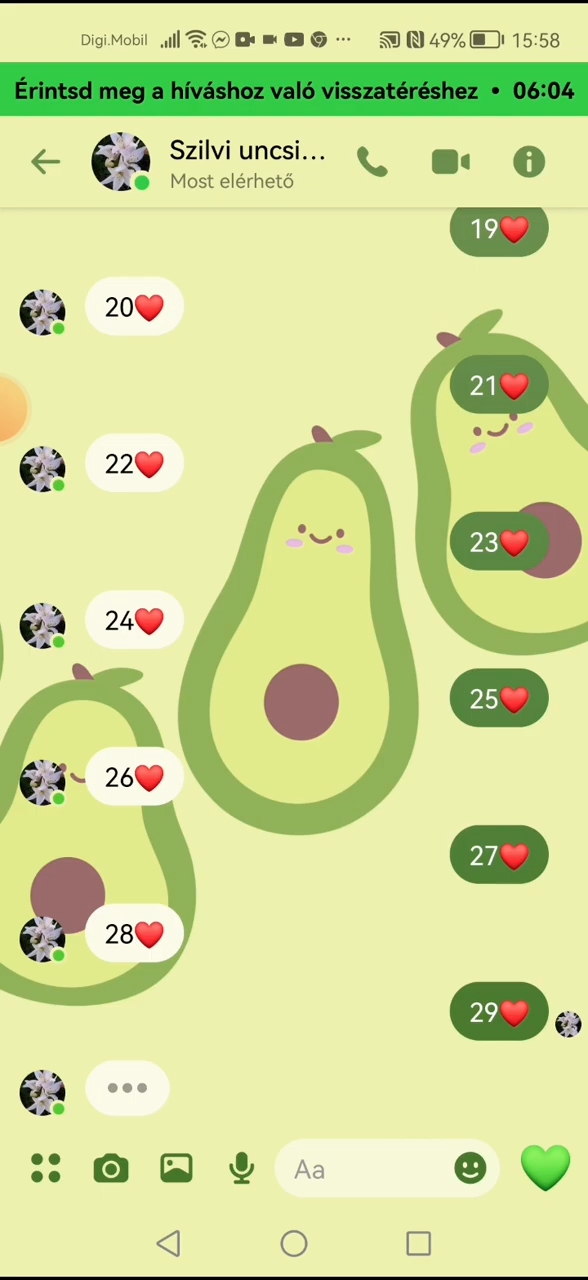 Digi.Mobil 49% 15:58
Érintsd meg a híváshoz való visszatéréshez • 06:04
Szilvi uncsi...
Most elérhető
19❤️
20❤️
21❤️
22❤️
23❤️
24❤️
25❤️
26❤️
27❤️
28❤️
29❤️
Aa